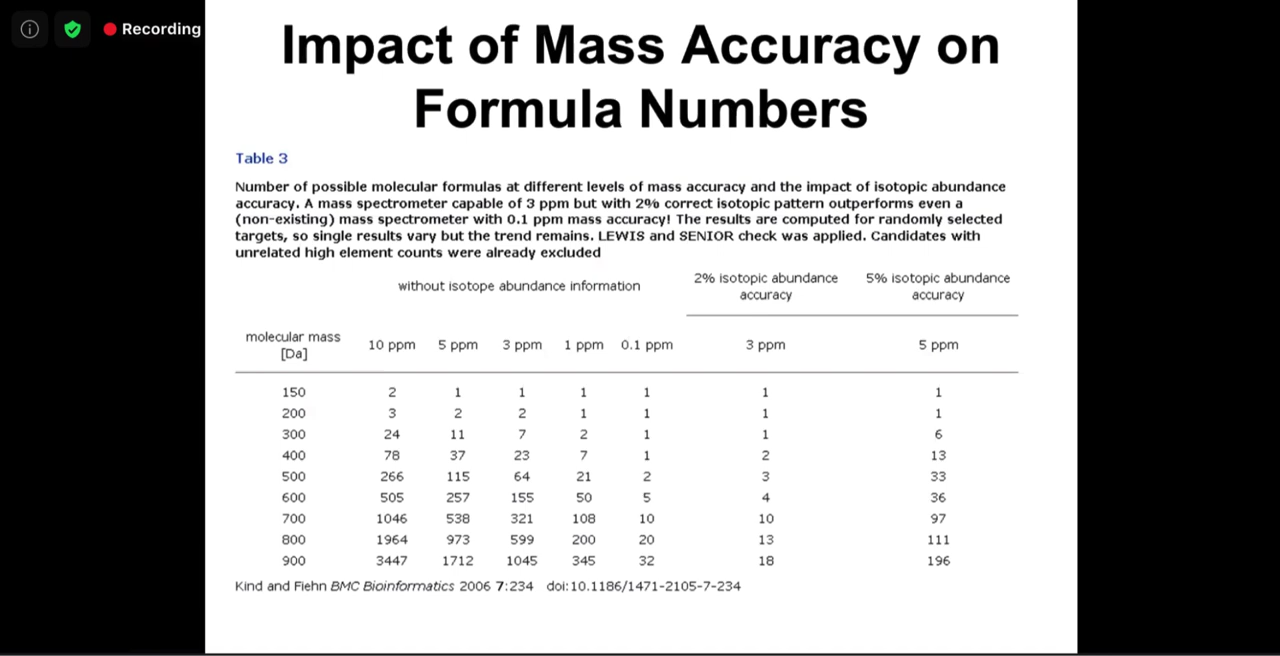 Recording
Impact of Mass Accuracy on
Formula Numbers
Table 3
Number of possible molecular formulas at different levels of mass accuracy and the impact of isotopic abundance
accuracy. A mass spectrometer capable of 3 ppm but with 2% correct isotopic pattern outperforms even a
(non-existing) mass spectrometer with 0.1 ppm mass accuracy! The results are computed for randomly selected
targets, so single results vary but the trend remains. LEWIS and SENIOR check was applied. Candidates with
unrelated high element counts were already excluded
without isotope abundance information 2% isotopic abundance accuracy 5% isotopic abundance accuracy
molecular mass [Da] 10 ppm 5 ppm 3 ppm 1 ppm 0.1 ppm 3 ppm 5 ppm
150 2 1 1 1 1 1 1
200 3 2 2 1 1 1 1
300 24 11 7 2 1 1 6
400 78 37 23 7 1 2 13
500 266 115 64 21 2 3 33
600 505 257 155 50 5 4 36
700 1046 538 321 108 10 10 97
800 1964 973 599 200 20 13 111
900 3447 1712 1045 345 32 18 196
Kind and Fiehn BMC Bioinformatics 2006 7:234 doi:10.1186/1471-2105-7-234